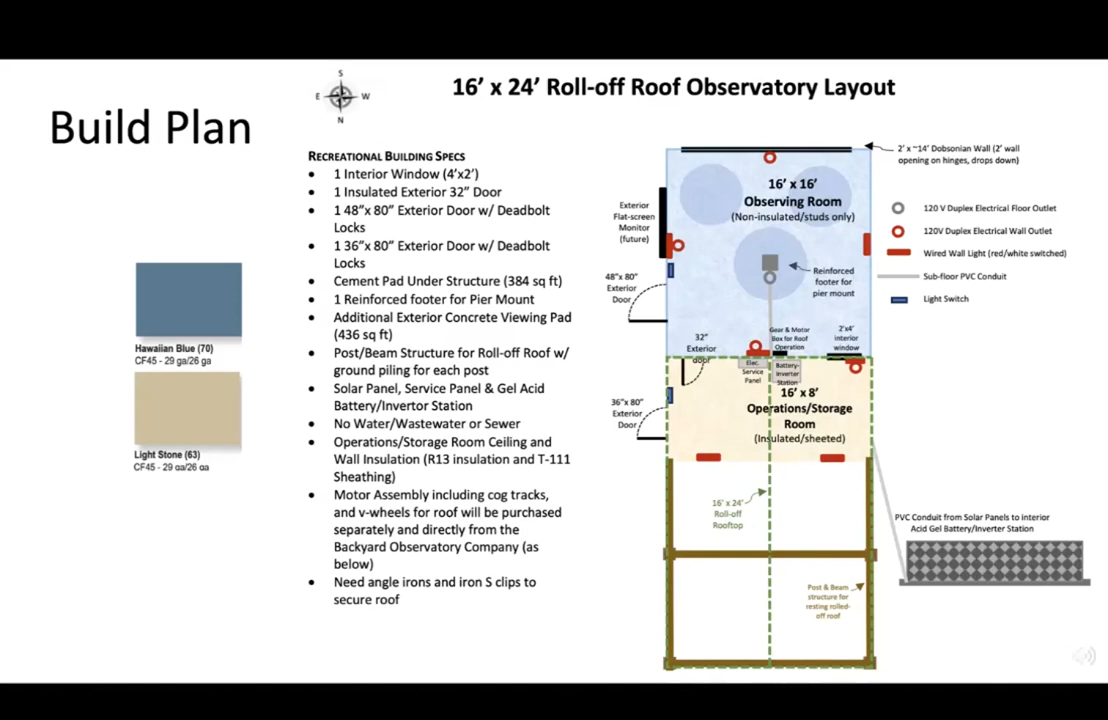 S
E W
N
16’ x 24’ Roll-off Roof Observatory Layout
Build Plan
RECREATIONAL BUILDING SPECS
• 1 Interior Window (4’x2’)
• 1 Insulated Exterior 32” Door
• 1 48”x 80” Exterior Door w/ Deadbolt
Locks
• 1 36”x 80” Exterior Door w/ Deadbolt
Locks
• Cement Pad Under Structure (384 sq ft)
• 1 Reinforced footer for Pier Mount
• Additional Exterior Concrete Viewing Pad
(436 sq ft)
• Post/Beam Structure for Roll-off Roof w/
ground piling for each post
• Solar Panel, Service Panel & Gel Acid
Battery/Invertor Station
• No Water/Wastewater or Sewer
• Operations/Storage Room Ceiling and
Wall Insulation (R13 insulation and T-111
Sheathing)
• Motor Assembly including cog tracks,
and v-wheels for roof will be purchased
separately and directly from the
Backyard Observatory Company (as
below)
• Need angle irons and iron S clips to
secure roof
Hawaiian Blue (70)
CF45 - 29 ga/26 ga
Light Stone (63)
CF45 - 29 ga/26 ga
2’ x ~14’ Dobsonian Wall (2’ wall
opening on hinges, drops down)
16’ x 16’
Observing Room
(Non-insulated/studs only)
Exterior
Flat-screen
Monitor
(future)
48”x 80”
Exterior
Door
Reinforced
footer for
pier mount
120 V Duplex Electrical Floor Outlet
120V Duplex Electrical Wall Outlet
Wired Wall Light (red/white switched)
Sub-floor PVC Conduit
Light Switch
32”
Exterior
door
Gear & Motor
Box for Roof
Operation
2’x4’
interior
window
Elec.
Service
Panel
Battery-
Inverter
Station
16’ x 8’
Operations/Storage
Room
(Insulated/sheeted)
36”x 80”
Exterior
Door
16’ x 24’
Roll-off
Rooftop
PVC Conduit from Solar Panels to interior
Acid Gel Battery/Inverter Station
Post & Beam
structure for
resting rolled-
off roof